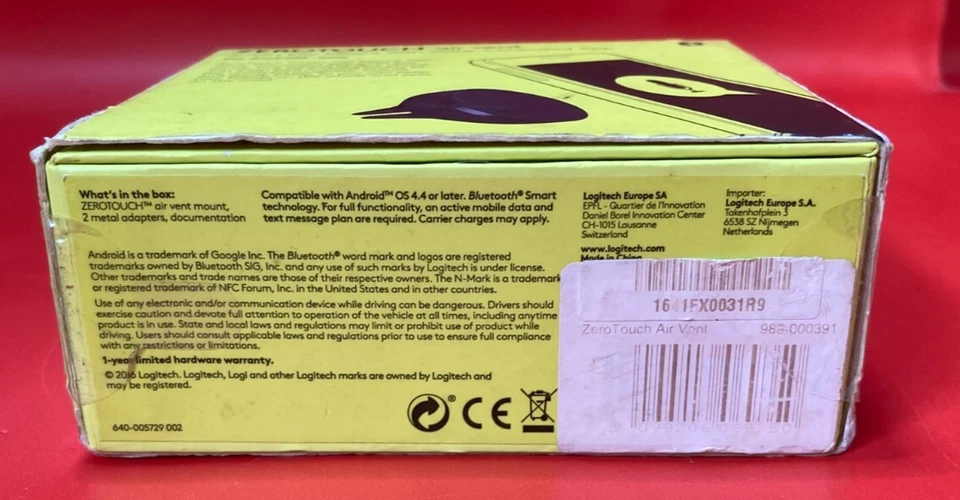 ZEROTOUCH air vent
What's in the box:
ZEROTOUCH™ air vent mount,
2 metal adapters, documentation
Compatible with Android™ OS 4.4 or later. Bluetooth® Smart
technology. For full functionality, an active mobile data and
text message plan are required. Carrier charges may apply.
Logitech Europe SA
EPFL - Quartier de l'Innovation
Daniel Borel Innovation Center
CH-1015 Lausanne
Switzerland
www.logitech.com
Made in China
Importer:
Logitech Europe S.A.
Takenhofplein 3
6538 SZ Nijmegen
Netherlands
Android is a trademark of Google Inc. The Bluetooth® word mark and logos are registered
trademarks owned by Bluetooth SIG, Inc. and any use of such marks by Logitech is under license.
Other trademarks and trade names are those of their respective owners. The N-Mark is a trademark
or registered trademark of NFC Forum, Inc. in the United States and in other countries.
Use of any electronic and/or communication device while driving can be dangerous. Drivers should
exercise caution and devote full attention to operation of the vehicle at all times, including anytime
product is in use. State and local laws and regulations may limit or prohibit use of product while
driving. Users should consult applicable laws and regulations prior to use to ensure full compliance
with any restrictions or limitations.
1-year limited hardware warranty.
© 2016 Logitech. Logitech, Logi and other Logitech marks are owned by Logitech and
may be registered.
640-005729 002
CE
1641FX0031R9
ZeroTouch Air Vent 989-000391